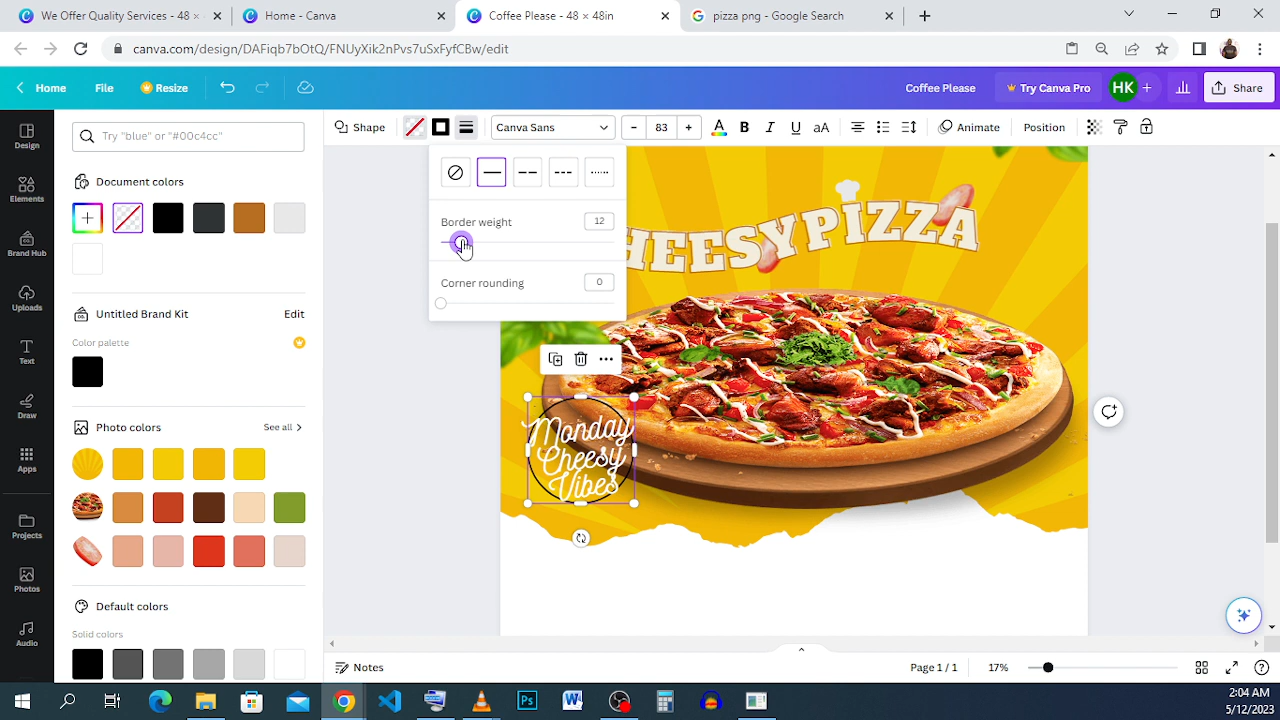 We Offer Quality Services - 48 ×
Home - Canva
Coffee Please - 48 × 48in
pizza png - Google Search
canva.com/design/DAFiqb7bOtQ/FNUyXik2nPvs7uSxFyfCBw/edit
Home
File
Resize
Coffee Please
Try Canva Pro
HK
Share
Try "blue" or "#00c4cc"
Shape
Canva Sans
83
B
I
U
aA
Animate
Position
Design
Elements
Brand Hub
Uploads
Text
Draw
Apps
Projects
Photos
Audio
Document colors
Untitled Brand Kit
Edit
Color palette
Photo colors
See all
Default colors
Solid colors
Border weight
12
Corner rounding
0
HEESY PIZZA
Monday
Cheesy
Vibes
Notes
Page 1 / 1
17%
2:04 AM
5/12/2023